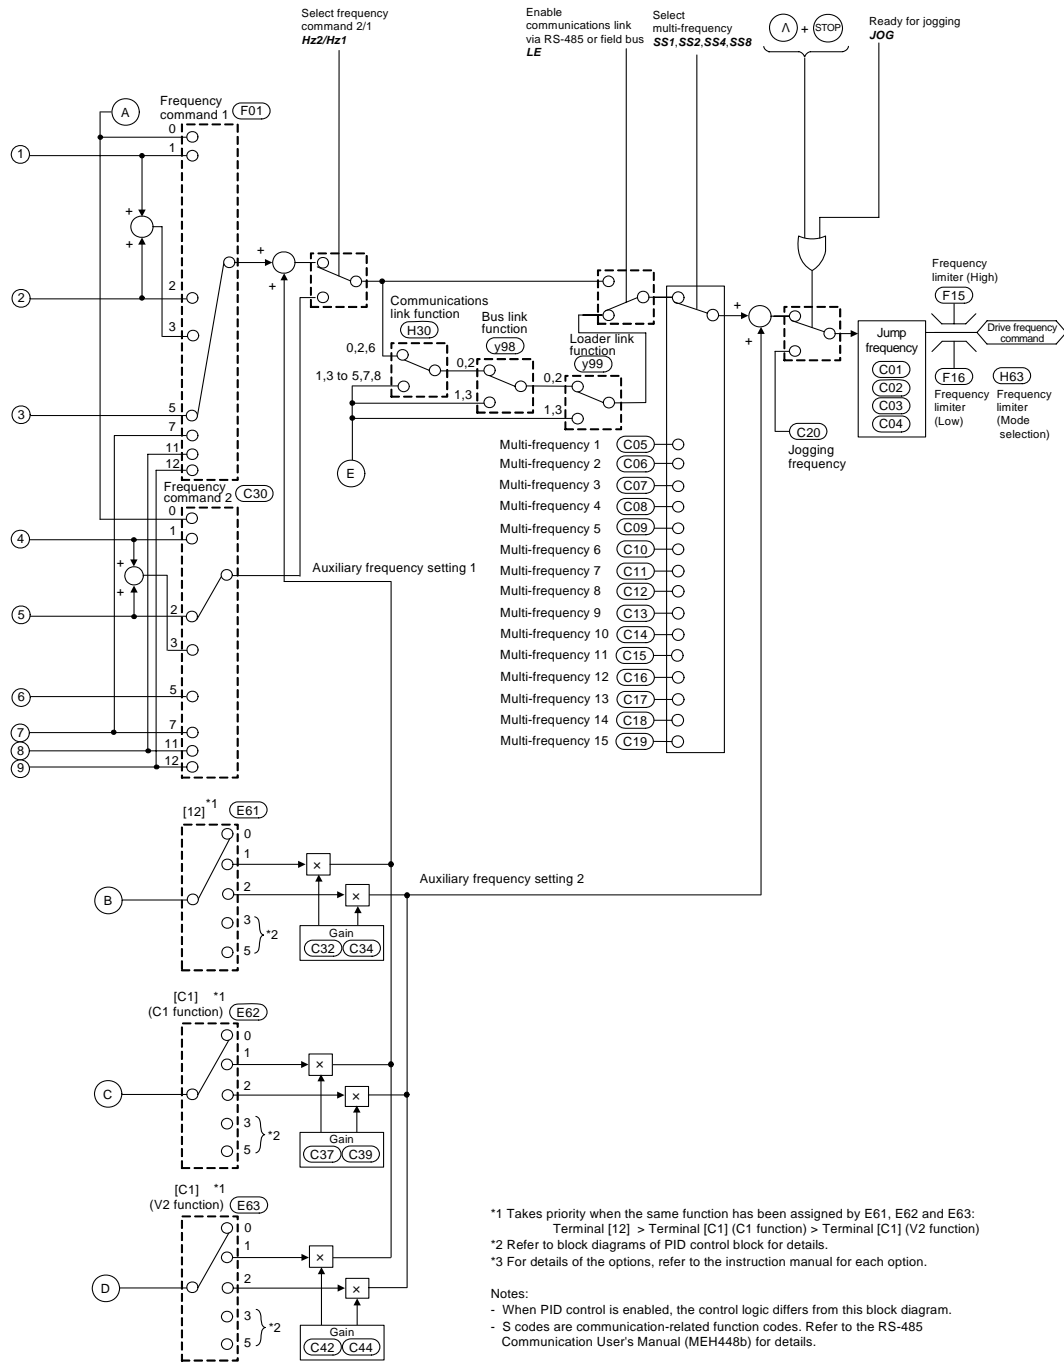 Select frequency
command 2/1
Hz2/Hz1
Enable
communications link
via RS-485 or field bus
LE
Select
multi-frequency
SS1,SS2,SS4,SS8
Λ + STOP
Ready for jogging
JOG
A
Frequency
command 1 F01
0
1
1
+
+
2
2
3
3
5
7
11
12
+
+
Communications
link function
H30
0,2,6
1,3 to 5,7,8
Bus link
function
y98
0,2
1,3
Loader link
function
y99
0,2
1,3
E
+
+
Jump
frequency
C01
C02
C03
C04
Frequency
limiter (High)
F15
Drive frequency
command
F16
Frequency
limiter
(Low)
H63
Frequency
limiter
(Mode
selection)
C20
Jogging
frequency
Frequency
command 2 C30
0
4
1
+
+
5
2
3
6
5
7
7
8
11
9
12
Auxiliary frequency setting 1
Multi-frequency 1 C05
Multi-frequency 2 C06
Multi-frequency 3 C07
Multi-frequency 4 C08
Multi-frequency 5 C09
Multi-frequency 6 C10
Multi-frequency 7 C11
Multi-frequency 8 C12
Multi-frequency 9 C13
Multi-frequency 10 C14
Multi-frequency 11 C15
Multi-frequency 12 C16
Multi-frequency 13 C17
Multi-frequency 14 C18
Multi-frequency 15 C19
[12] *1 E61
0
1
×
2
×
Auxiliary frequency setting 2
B
3
5
*2
Gain
C32 C34
[C1] *1
(C1 function) E62
0
1
×
2
×
C
3
5
*2
Gain
C37 C39
[C1] *1
(V2 function) E63
0
1
×
2
×
D
3
5
*2
Gain
C42 C44
*1 Takes priority when the same function has been assigned by E61, E62 and E63:
Terminal [12] > Terminal [C1] (C1 function) > Terminal [C1] (V2 function)
*2 Refer to block diagrams of PID control block for details.
*3 For details of the options, refer to the instruction manual for each option.
Notes:
- When PID control is enabled, the control logic differs from this block diagram.
- S codes are communication-related function codes. Refer to the RS-485
Communication User's Manual (MEH448b) for details.